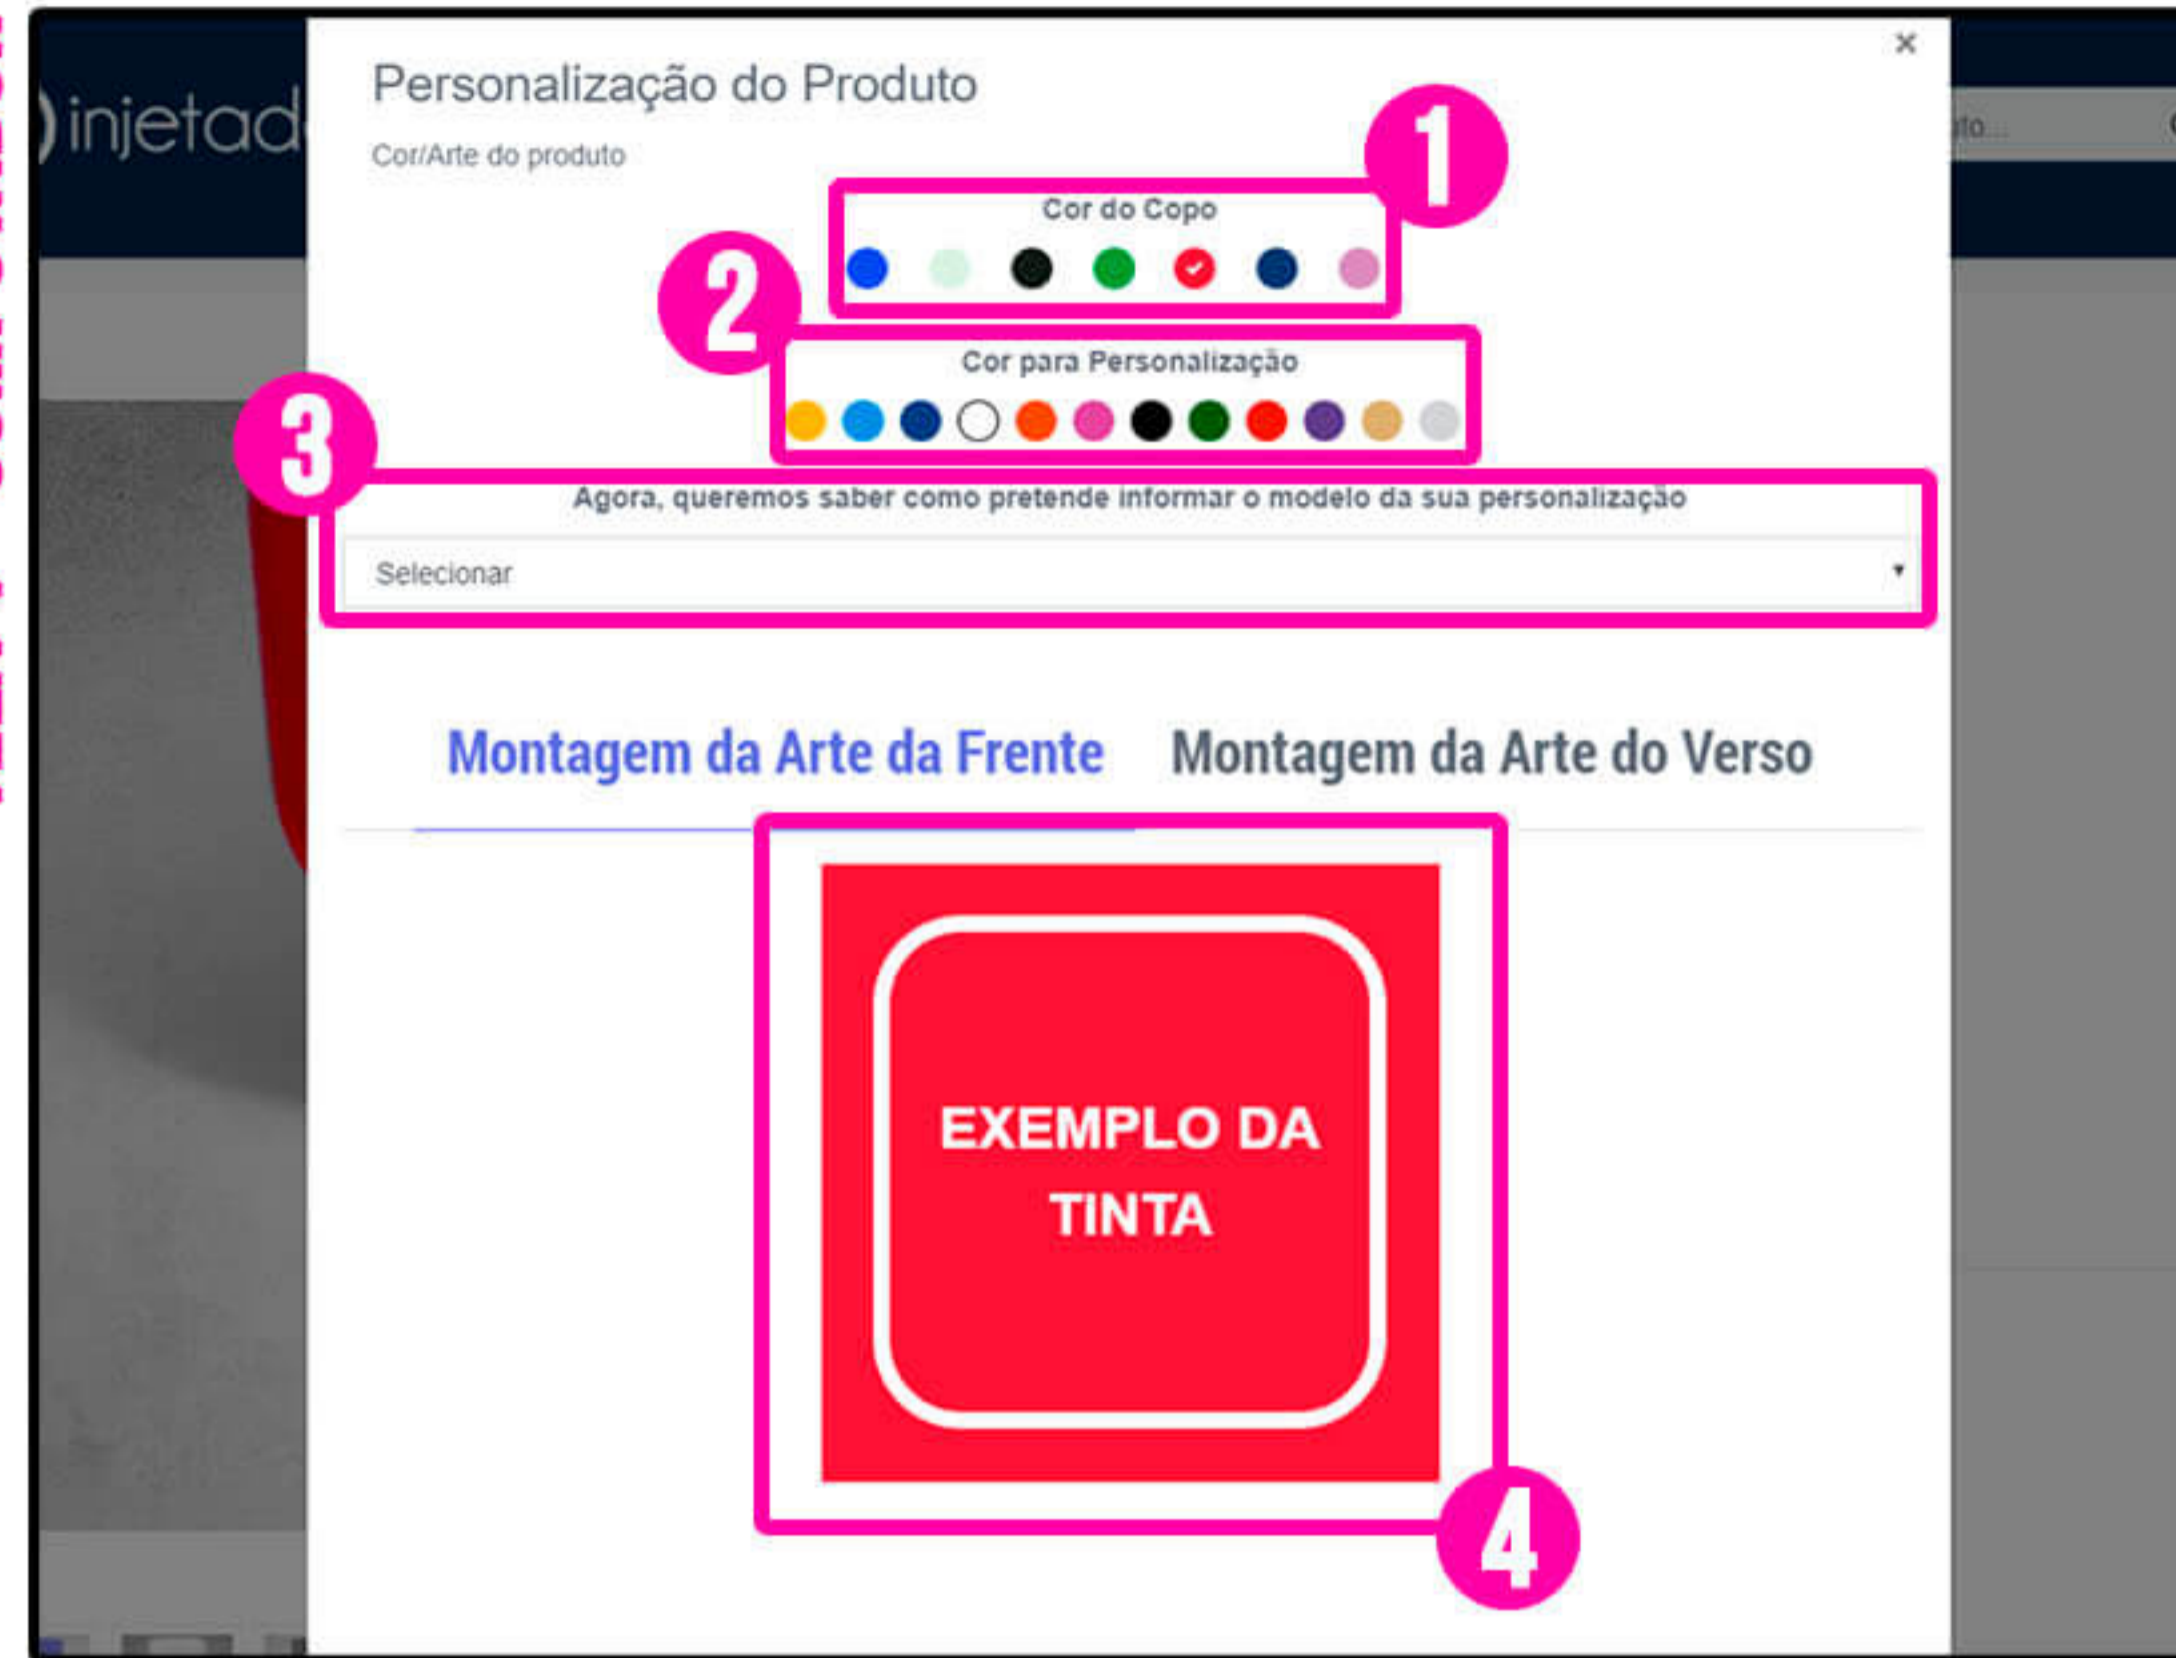 injetad
Personalização do Produto
×
Cor/Arte do produto
1
Cor do Copo
2
Cor para Personalização
3
Agora, queremos saber como pretende informar o modelo da sua personalização
Selecionar
Montagem da Arte da Frente Montagem da Arte do Verso
EXEMPLO DA
TINTA
4